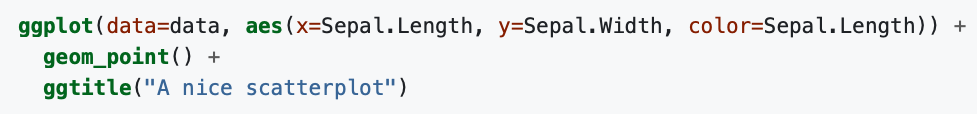 ggplot(data=data, aes(x=Sepal.Length, y=Sepal.Width, color=Sepal.Length)) +
  geom_point() +
  ggtitle("A nice scatterplot")